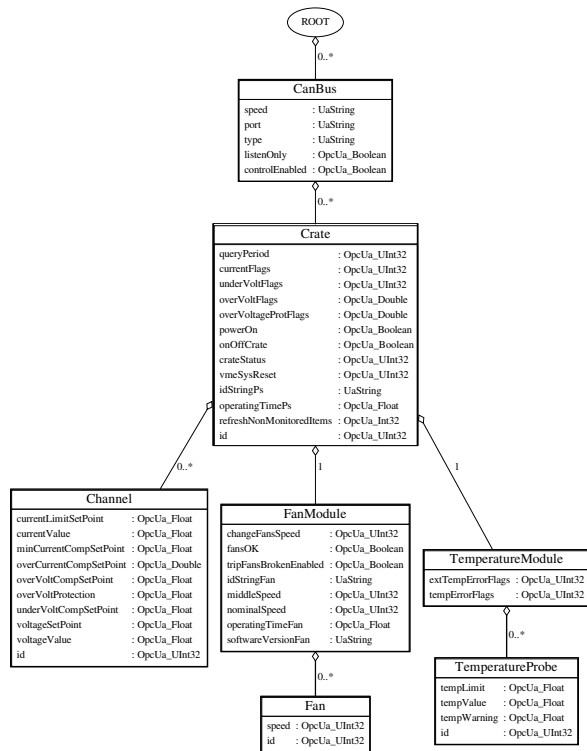 ROOT
0..*
CanBus
speed : UaString
port : UaString
type : UaString
listenOnly : OpcUa_Boolean
controlEnabled : OpcUa_Boolean
0..*
Crate
queryPeriod : OpcUa_UInt32
currentFlags : OpcUa_UInt32
underVoltFlags : OpcUa_UInt32
overVoltFlags : OpcUa_Double
overVoltageProtFlags : OpcUa_Double
powerOn : OpcUa_Boolean
onOffCrate : OpcUa_Boolean
crateStatus : OpcUa_UInt32
vmeSysReset : OpcUa_UInt32
idStringPs : UaString
operatingTimePs : OpcUa_Float
refreshNonMonitoredItems : OpcUa_Int32
id : OpcUa_UInt32
0..*
1
1
Channel
currentLimitSetPoint : OpcUa_Float
currentValue : OpcUa_Float
minCurrentCompSetPoint : OpcUa_Float
overCurrentCompSetPoint : OpcUa_Double
overVoltCompSetPoint : OpcUa_Float
overVoltProtection : OpcUa_Float
underVoltCompSetPoint : OpcUa_Float
voltageSetPoint : OpcUa_Float
voltageValue : OpcUa_Float
id : OpcUa_UInt32
FanModule
changeFansSpeed : OpcUa_UInt32
fansOK : OpcUa_Boolean
tripFansBrokenEnabled : OpcUa_Boolean
idStringFan : UaString
middleSpeed : OpcUa_UInt32
nominalSpeed : OpcUa_UInt32
operatingTimeFan : OpcUa_Float
softwareVersionFan : UaString
TemperatureModule
extTempErrorFlags : OpcUa_UInt32
tempErrorFlags : OpcUa_UInt32
0..*
0..*
Fan
speed : OpcUa_UInt32
id : OpcUa_UInt32
TemperatureProbe
tempLimit : OpcUa_Float
tempValue : OpcUa_Float
tempWarning : OpcUa_Float
id : OpcUa_UInt32